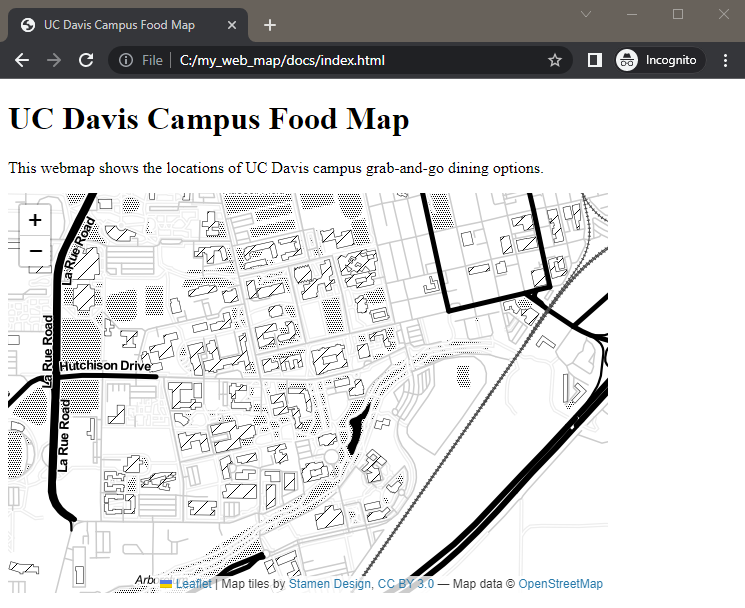 UC Davis Campus Food Map
File | C:/my_web_map/docs/index.html
Incognito
UC Davis Campus Food Map
This webmap shows the locations of UC Davis campus grab-and-go dining options.
+
−
La Rue Road
La Rue Road
Hutchison Drive
La Rue Road
Arbo
Leaflet | Map tiles by Stamen Design, CC BY 3.0 — Map data © OpenStreetMap